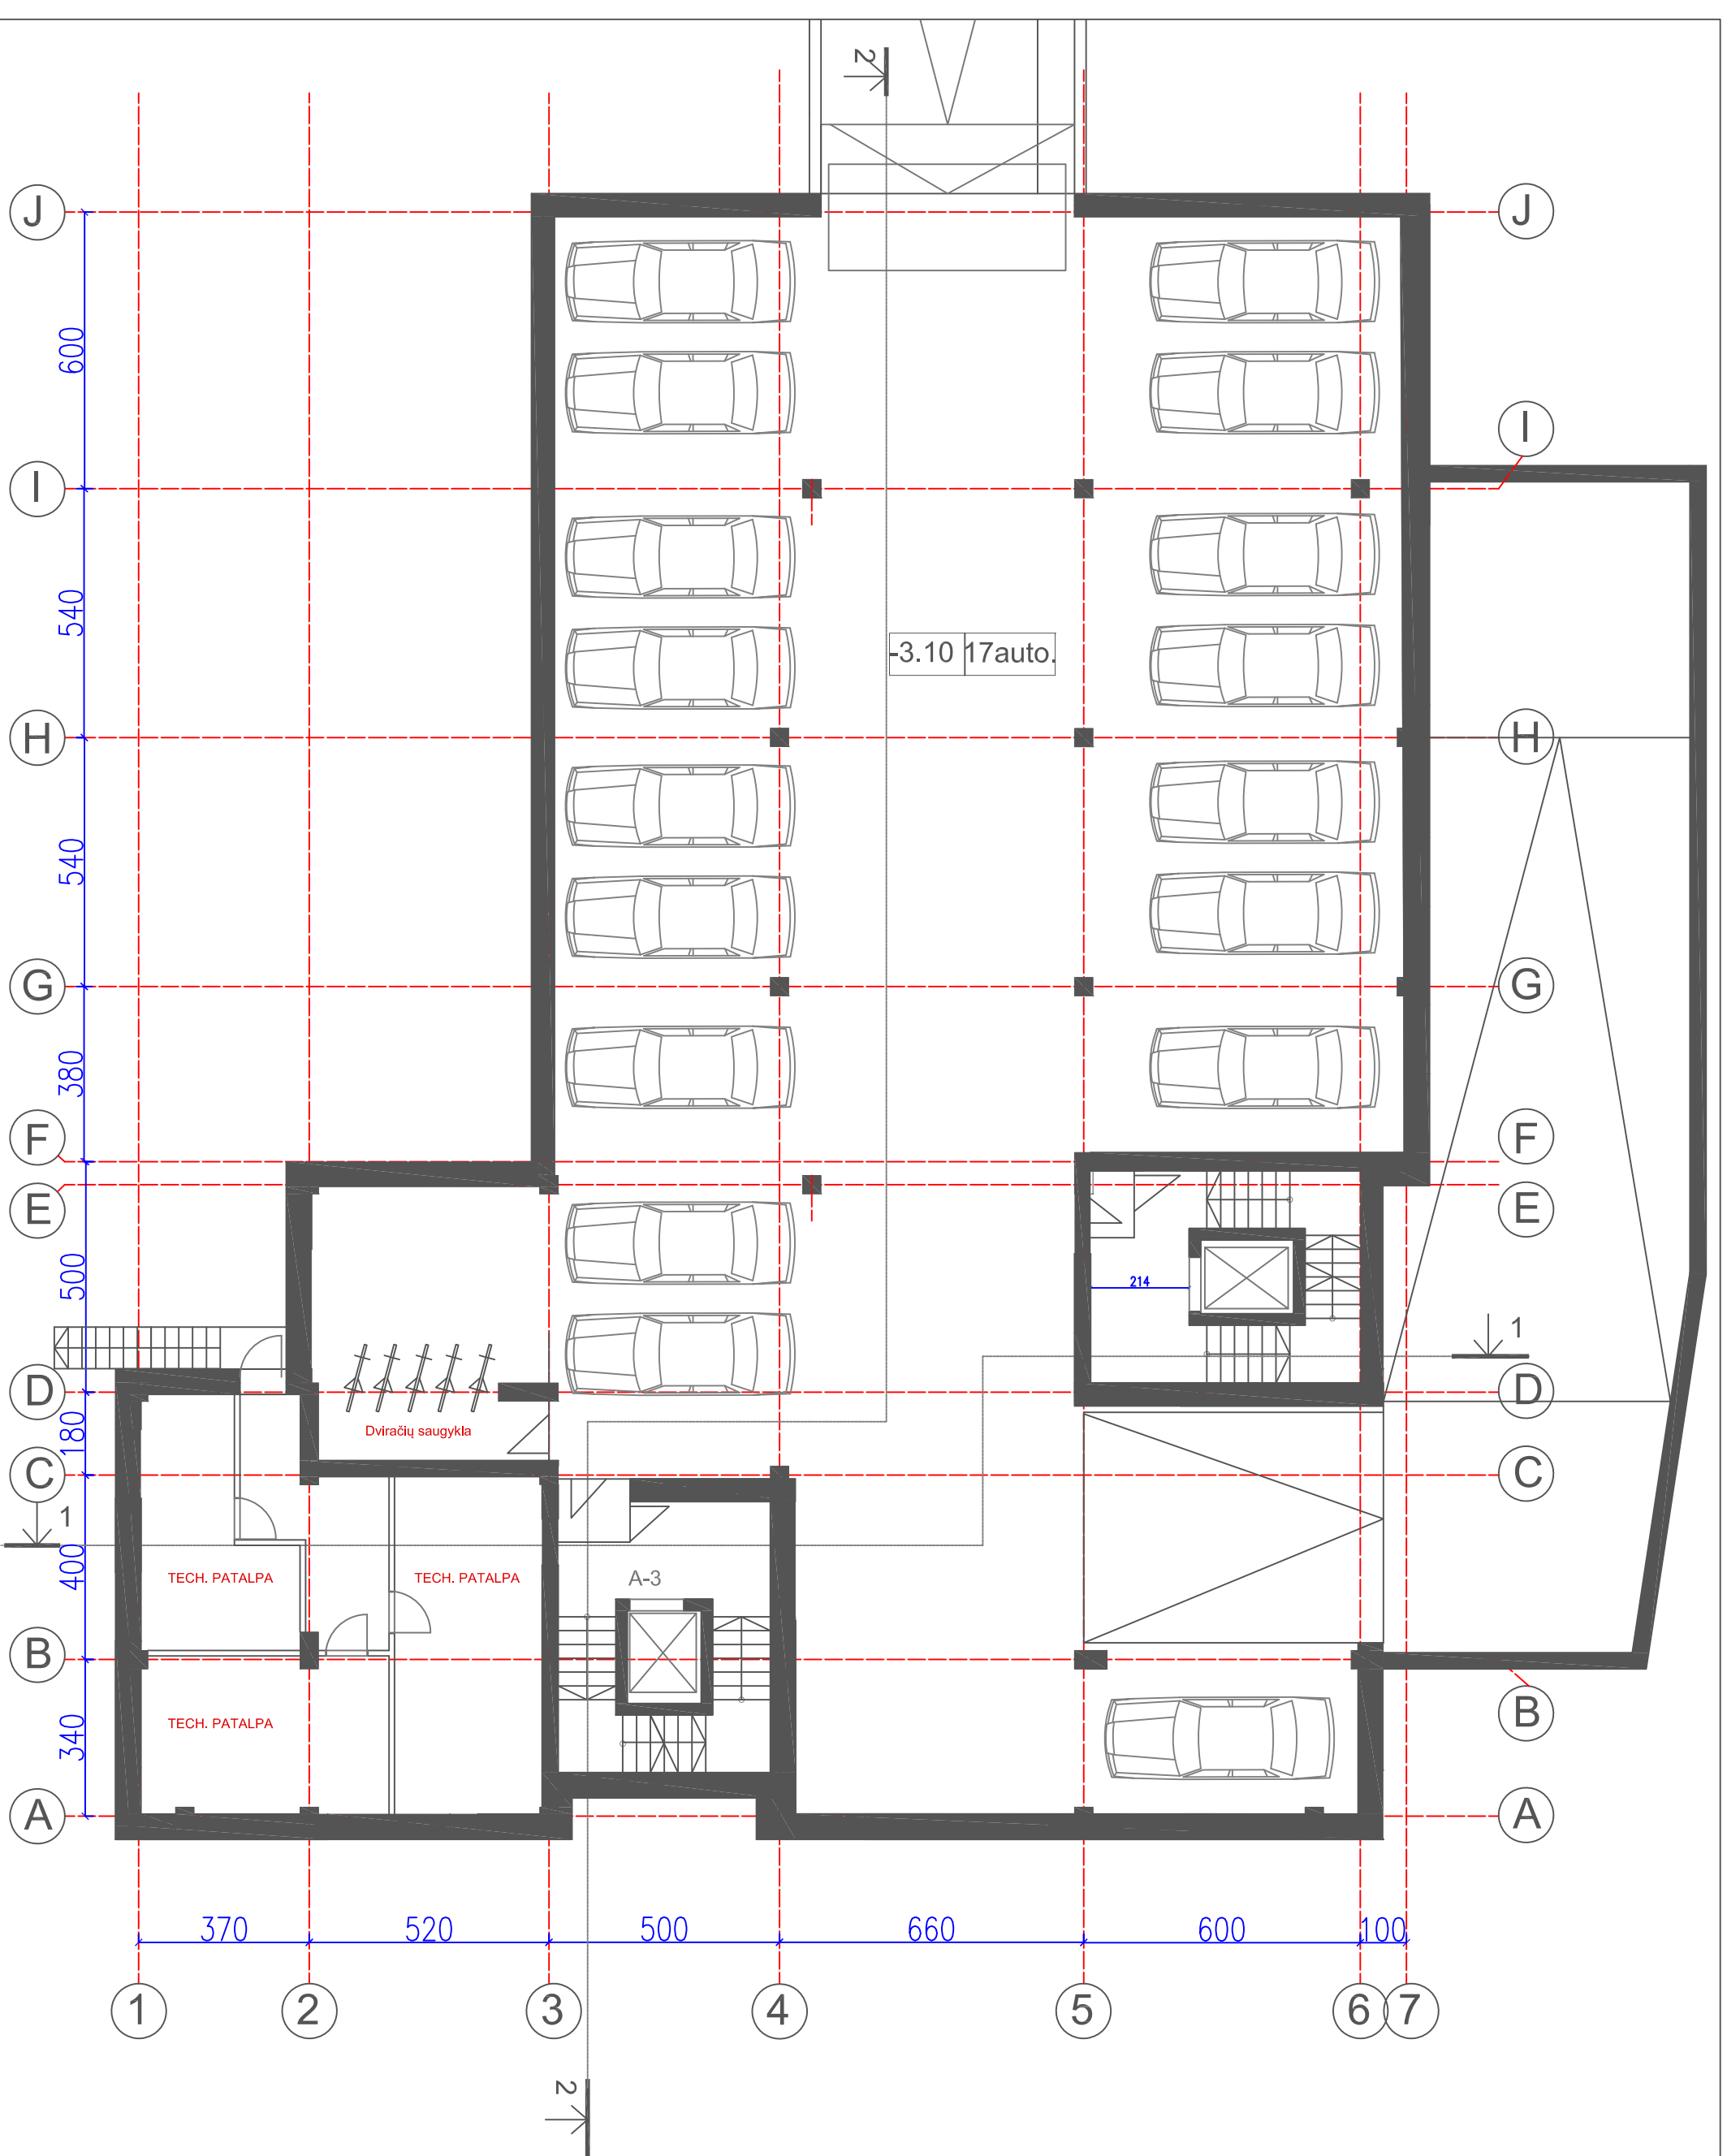 2
J
J
600
I
I
540
-3.10 17auto.
H
H
540
G
G
380
F
F
E
E
500
214
1
D
D
180
Dviračių saugykla
C
C
1
400
TECH. PATALPA
TECH. PATALPA
A-3
B
B
340
TECH. PATALPA
A
A
370 520 500 660 600 100
1 2 3 4 5 6 7
2